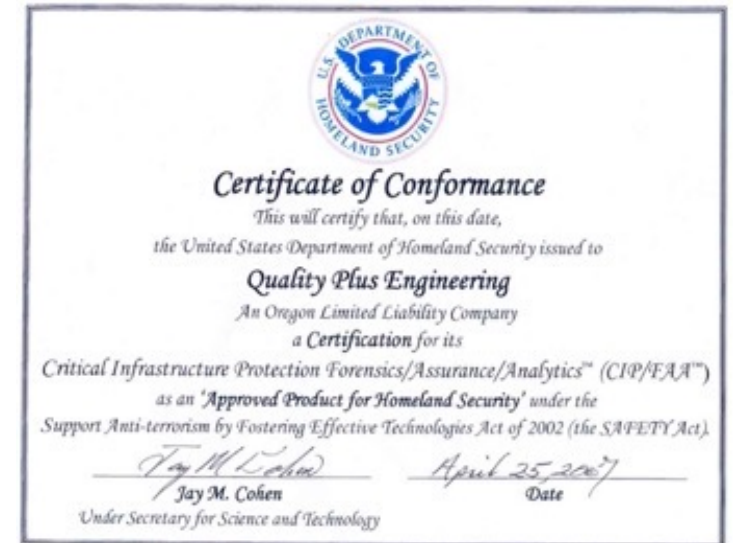 U.S. DEPARTMENT OF
HOMELAND SECURITY
Certificate of Conformance
This will certify that, on this date,
the United States Department of Homeland Security issued to
Quality Plus Engineering
An Oregon Limited Liability Company
a Certification for its
Critical Infrastructure Protection Forensics/Assurance/Analytics™ (CIP/FAA™)
as an "Approved Product for Homeland Security" under the
Support Anti-terrorism by Fostering Effective Technologies Act of 2002 (the SAFETY Act).
Jay M Cohen April 25, 2007
Jay M. Cohen Date
Under Secretary for Science and Technology